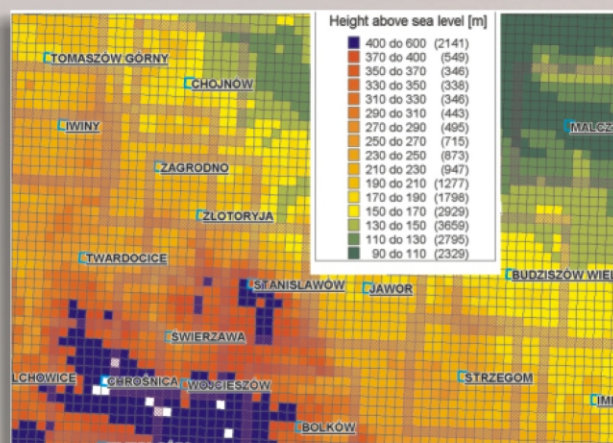 Height above sea level [m]
400 do 600 (2141)
370 do 400 (549)
350 do 370 (346)
330 do 350 (338)
310 do 330 (346)
290 do 310 (443)
270 do 290 (495)
250 do 270 (715)
230 do 250 (873)
210 do 230 (947)
190 do 210 (1277)
170 do 190 (1798)
150 do 170 (2929)
130 do 150 (3659)
110 do 130 (2795)
90 do 110 (2329)
TOMASZÓW GÓRNY
CHOJNÓW
IWINY
MALCZ
ZAGRODNO
ZŁOTORYJA
TWARDOCICE
BUDZISZÓW WIEL
STANISŁAWÓW
JAWOR
ŚWIERZAWA
LCHOWICE
CHROŚNICA
WOJCIESZÓW
STRZEGOM
IMI
BOLKÓW